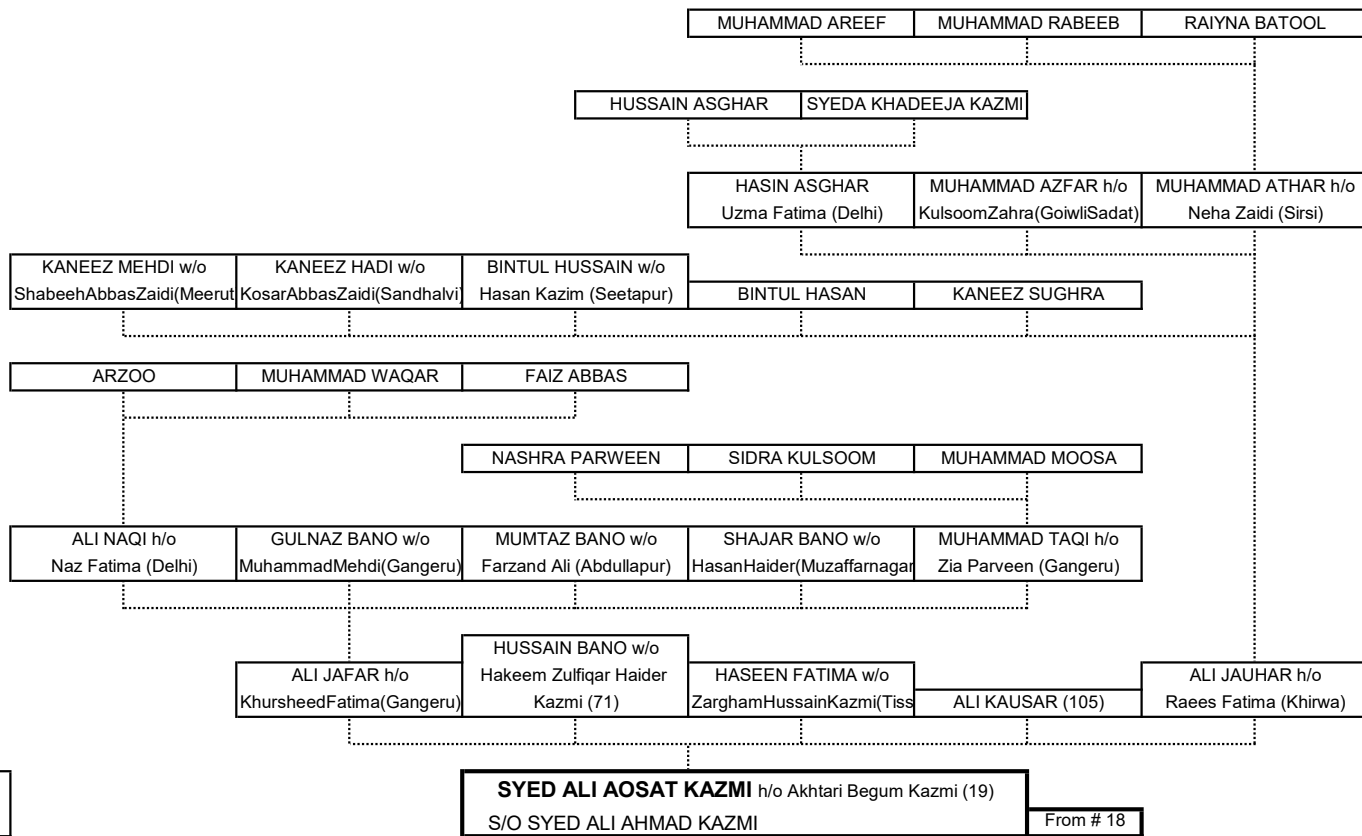 MUHAMMAD AREEF MUHAMMAD RABEEB RAIYNA BATOOL
HUSSAIN ASGHAR SYEDA KHADEEJA KAZMI
HASIN ASGHAR MUHAMMAD AZFAR h/o MUHAMMAD ATHAR h/o
Uzma Fatima (Delhi) KulsoomZahra(GoiwliSadat) Neha Zaidi (Sirsi)
KANEEZ MEHDI w/o KANEEZ HADI w/o BINTUL HUSSAIN w/o
ShabeehAbbasZaidi(Meerut KosarAbbasZaidi(Sandhalvi) Hasan Kazim (Seetapur) BINTUL HASAN KANEEZ SUGHRA
ARZOO MUHAMMAD WAQAR FAIZ ABBAS
NASHRA PARWEEN SIDRA KULSOOM MUHAMMAD MOOSA
ALI NAQI h/o GULNAZ BANO w/o MUMTAZ BANO w/o SHAJAR BANO w/o MUHAMMAD TAQI h/o
Naz Fatima (Delhi) MuhammadMehdi(Gangeru) Farzand Ali (Abdullapur) HasanHaider(Muzaffarnagar Zia Parveen (Gangeru)
HUSSAIN BANO w/o
ALI JAFAR h/o Hakeem Zulfiqar Haider HASEEN FATIMA w/o ALI JAUHAR h/o
KhursheedFatima(Gangeru) Kazmi (71) ZarghamHussainKazmi(Tiss ALI KAUSAR (105) Raees Fatima (Khirwa)
SYED ALI AOSAT KAZMI h/o Akhtari Begum Kazmi (19)
S/O SYED ALI AHMAD KAZMI From # 18